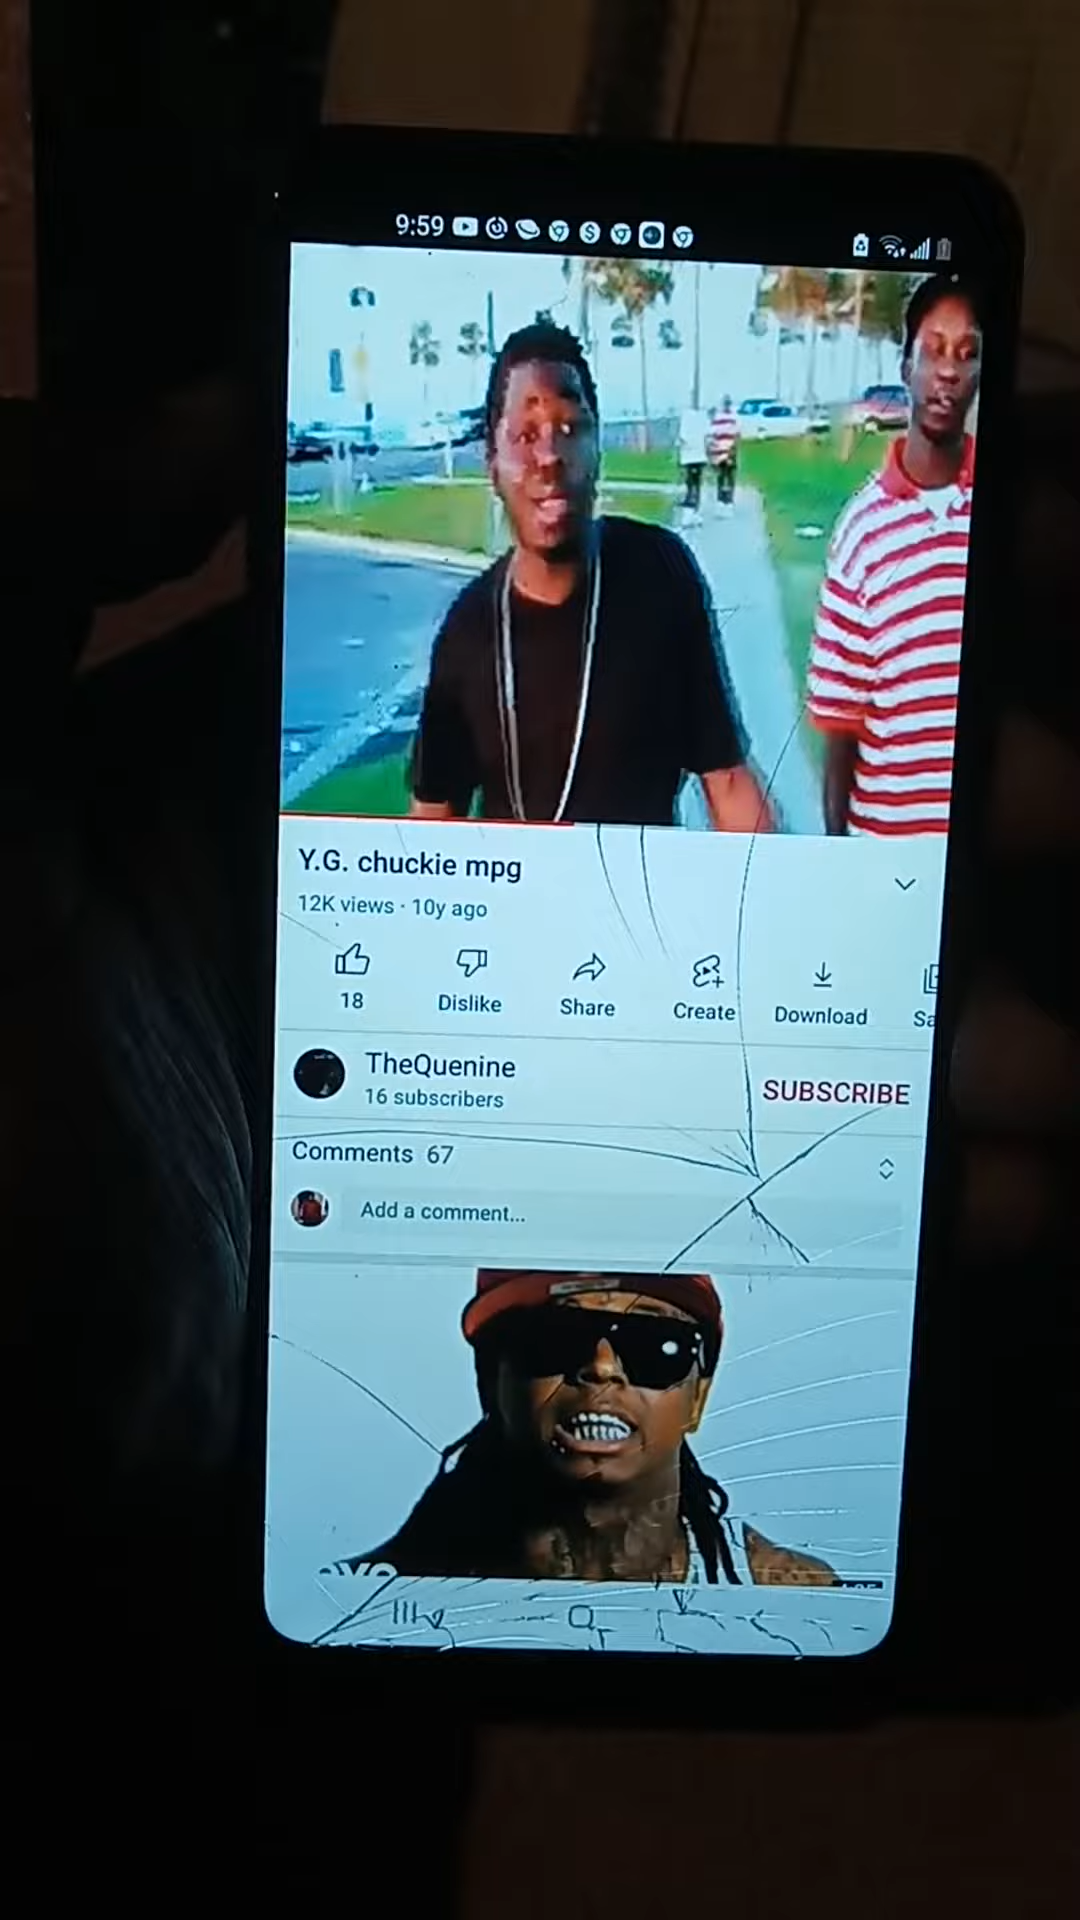 9:59
Y.G. chuckie mpg
12K views · 10y ago
18
Dislike
Share
Create
Download
Sa
TheQuenine
16 subscribers
SUBSCRIBE
Comments 67
Add a comment...